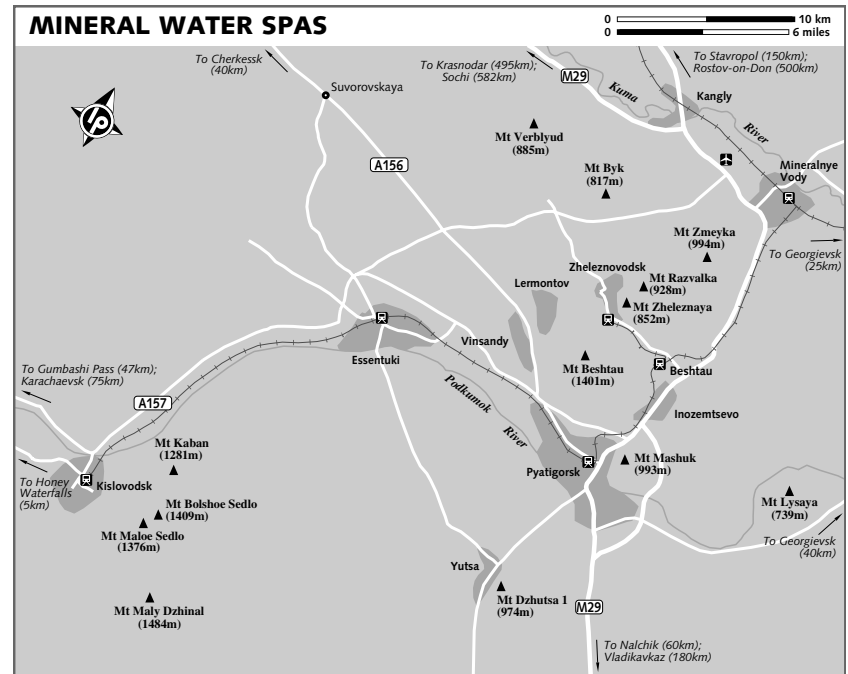 MINERAL WATER SPAS
0 10 km
0 6 miles
To Cherkessk
(40km)
To Krasnodar (495km);
Sochi (582km)
To Stavropol (150km);
Rostov-on-Don (500km)
M29
Suvorovskaya
Kuma
River
Kangly
Mt Verblyud
(885m)
A156
Mt Byk
(817m)
Mineralnye
Vody
Mt Zmeyka
(994m)
To Georgievsk
(25km)
Zheleznovodsk
Lermontov
Mt Razvalka
(928m)
Mt Zheleznaya
(852m)
Vinsandy
Essentuki
Mt Beshtau
(1401m)
Beshtau
To Gumbashi Pass (47km);
Karachaevsk (75km)
A157
Podkumok
River
Inozemtsevo
Mt Kaban
(1281m)
Pyatigorsk
Mt Mashuk
(993m)
To Honey
Waterfalls
(5km)
Kislovodsk
Mt Bolshoe Sedlo
(1409m)
Mt Lysaya
(739m)
Mt Maloe Sedlo
(1376m)
To Georgievsk
(40km)
Yutsa
Mt Maly Dzhinal
(1484m)
Mt Dzhutsa 1
(974m)
M29
To Nalchik (60km);
Vladikavkaz (180km)